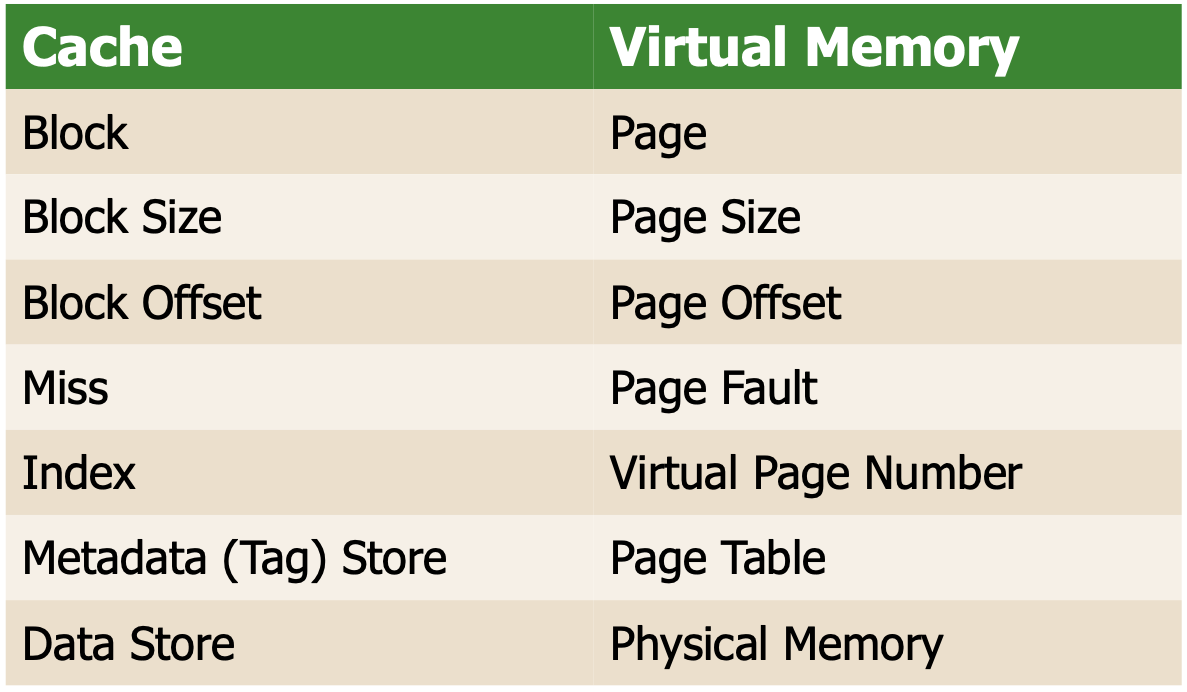 Cache Virtual Memory
Block Page
Block Size Page Size
Block Offset Page Offset
Miss Page Fault
Index Virtual Page Number
Metadata (Tag) Store Page Table
Data Store Physical Memory